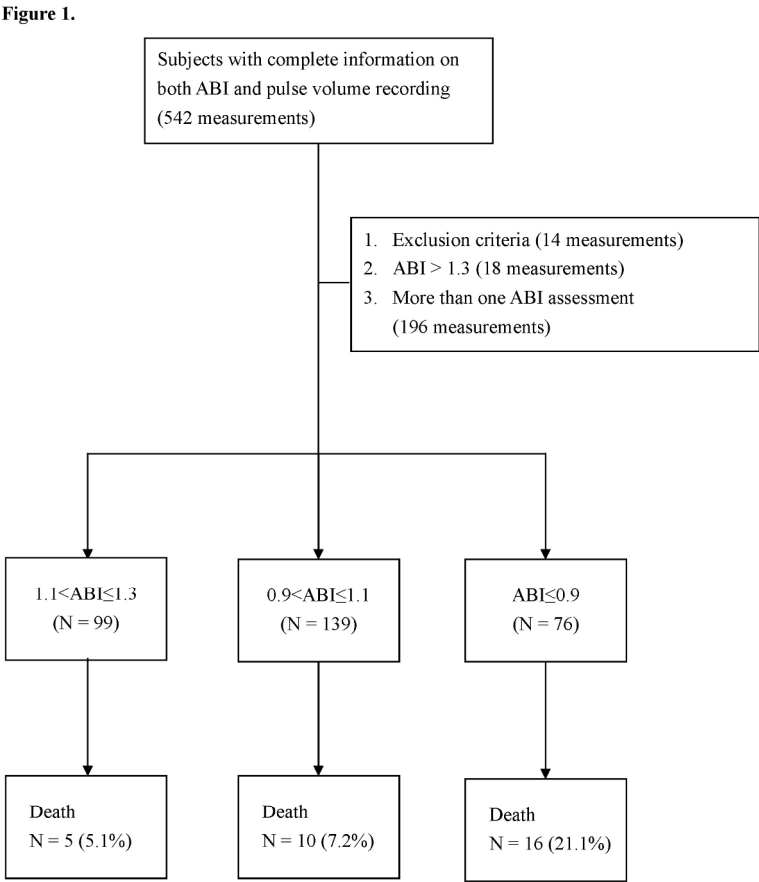 Figure 1.
Subjects with complete information on
both ABI and pulse volume recording
(542 measurements)
1. Exclusion criteria (14 measurements)
2. ABI > 1.3 (18 measurements)
3. More than one ABI assessment
(196 measurements)
1.1<ABI≤1.3
(N = 99)
0.9<ABI≤1.1
(N = 139)
ABI≤0.9
(N = 76)
Death
N = 5 (5.1%)
Death
N = 10 (7.2%)
Death
N = 16 (21.1%)